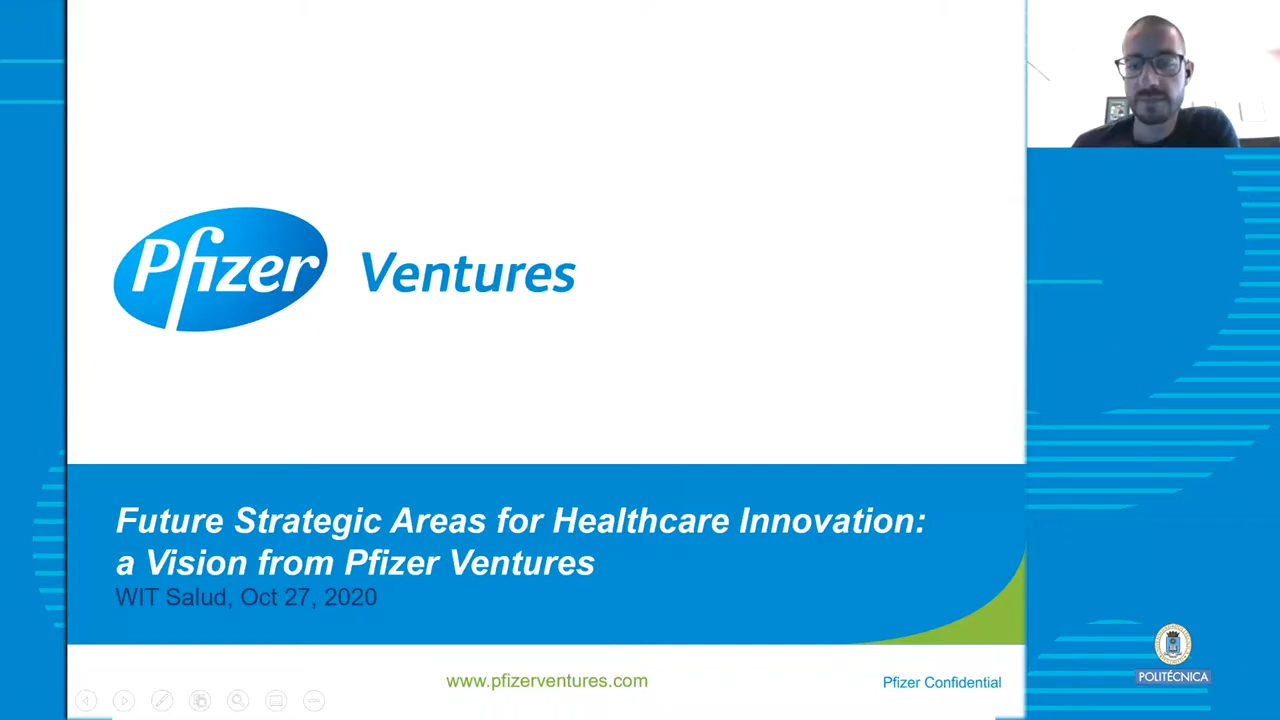 Pfizer Ventures
Future Strategic Areas for Healthcare Innovation:
a Vision from Pfizer Ventures
WIT Salud, Oct 27, 2020
www.pfizerventures.com
Pfizer Confidential
POLITÉCNICA